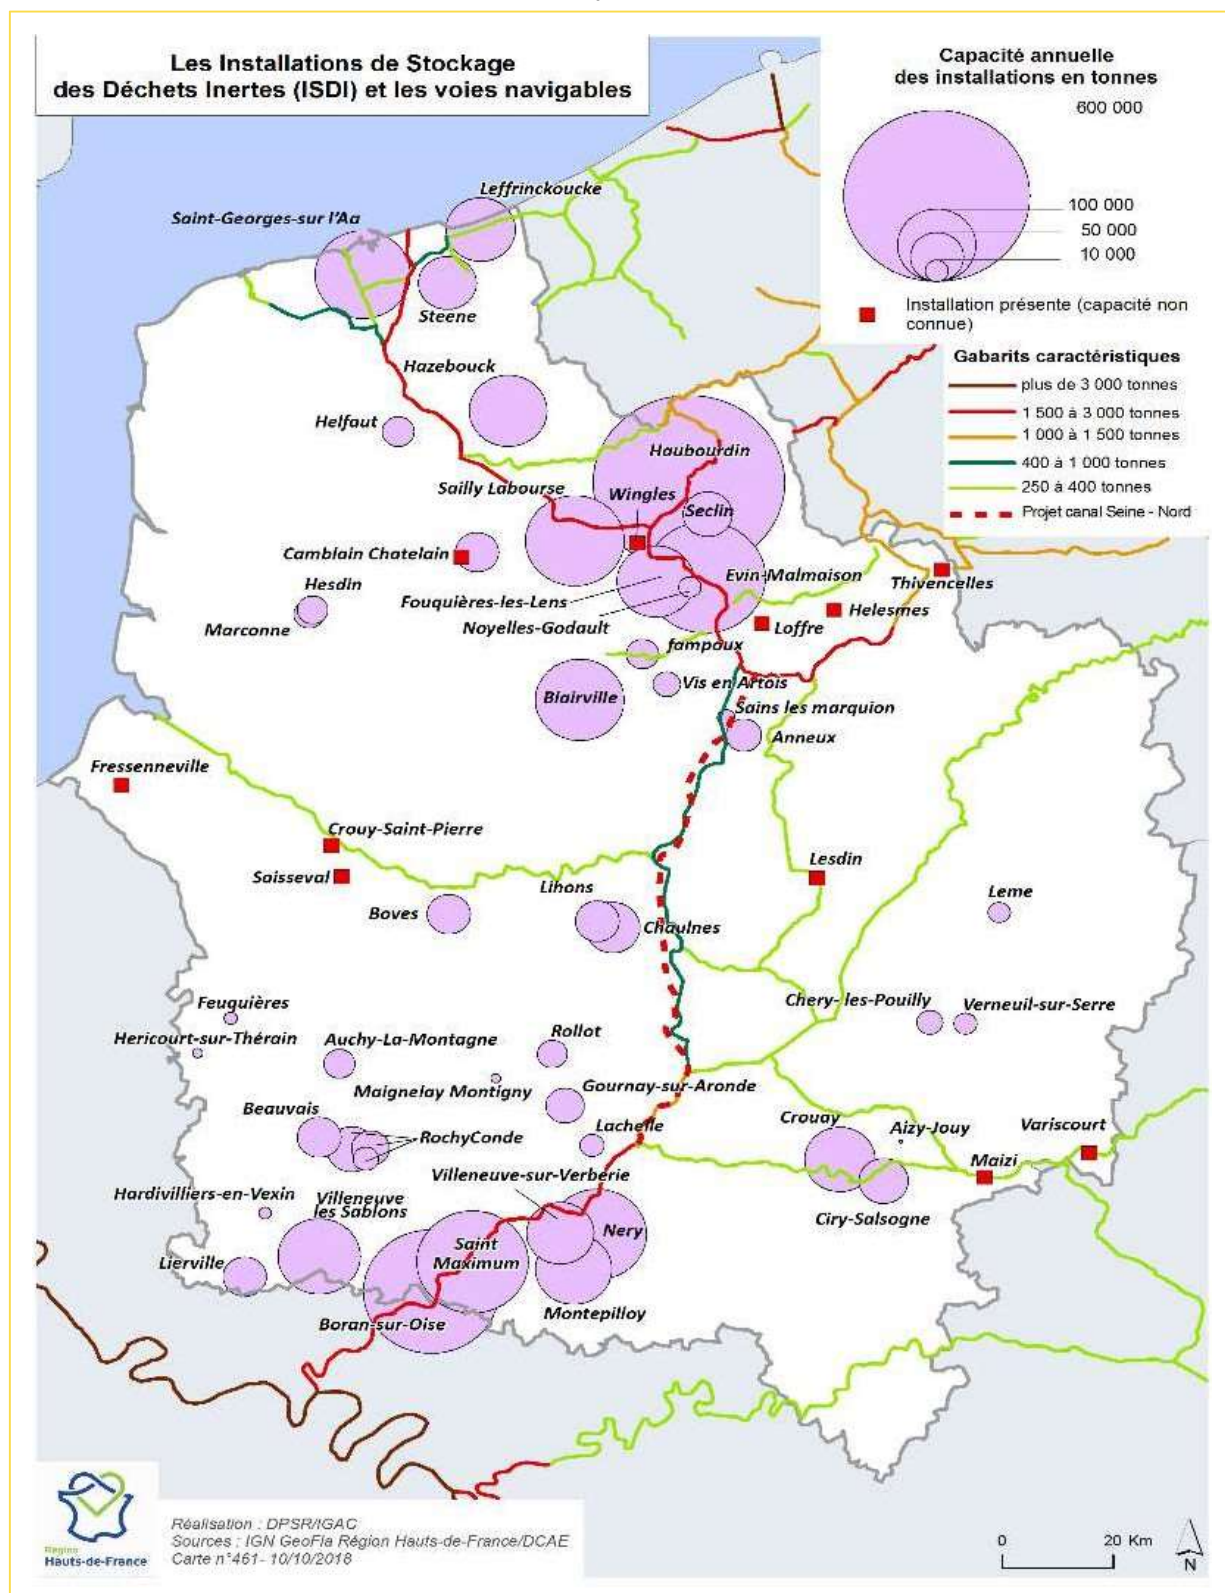 Les Installations de Stockage
des Déchets Inertes (ISDI) et les voies navigables
Capacité annuelle
des installations en tonnes
600 000
100 000
50 000
10 000
Installation présente (capacité non
connue)
Gabarits caractéristiques
plus de 3 000 tonnes
1 500 à 3 000 tonnes
1 000 à 1 500 tonnes
400 à 1 000 tonnes
250 à 400 tonnes
Projet canal Seine - Nord
Leffrinckoucke
Saint-Georges-sur l'Aa
Steene
Hazebouck
Helfaut
Haubourdin
Sailly Labourse
Wingles
Seclin
Camblain Chatelain
Evin-Malmaison
Thivencelles
Hesdin
Fouquières-les-Lens
Helesmes
Marconne
Noyelles-Godault
Loffre
fampoux
Vis en Artois
Blairville
Sains les marquion
Anneux
Fressenneville
Crouy-Saint-Pierre
Saisseval
Lesdin
Lihons
Leme
Boves
Chaulnes
Feuquières
Chery-les-Pouilly
Verneuil-sur-Serre
Hericourt-sur-Thérain
Auchy-La-Montagne
Rollot
Maignelay Montigny
Gournay-sur-Aronde
Beauvais
Crouay
Lachelle
Aizy-Jouy
Variscourt
RochyConde
Maizi
Villeneuve-sur-Verberie
Hardivilliers-en-Vexin
Villeneuve
les Sablons
Nery
Ciry-Salsogne
Saint
Maximum
Lierville
Montepilloy
Boran-sur-Oise
Région
Hauts-de-France
Réalisation : DPSR/IGAC
Sources : IGN GeoFla Région Hauts-de-France/DCAE
Carte n°461- 10/10/2018
0 20 Km
N